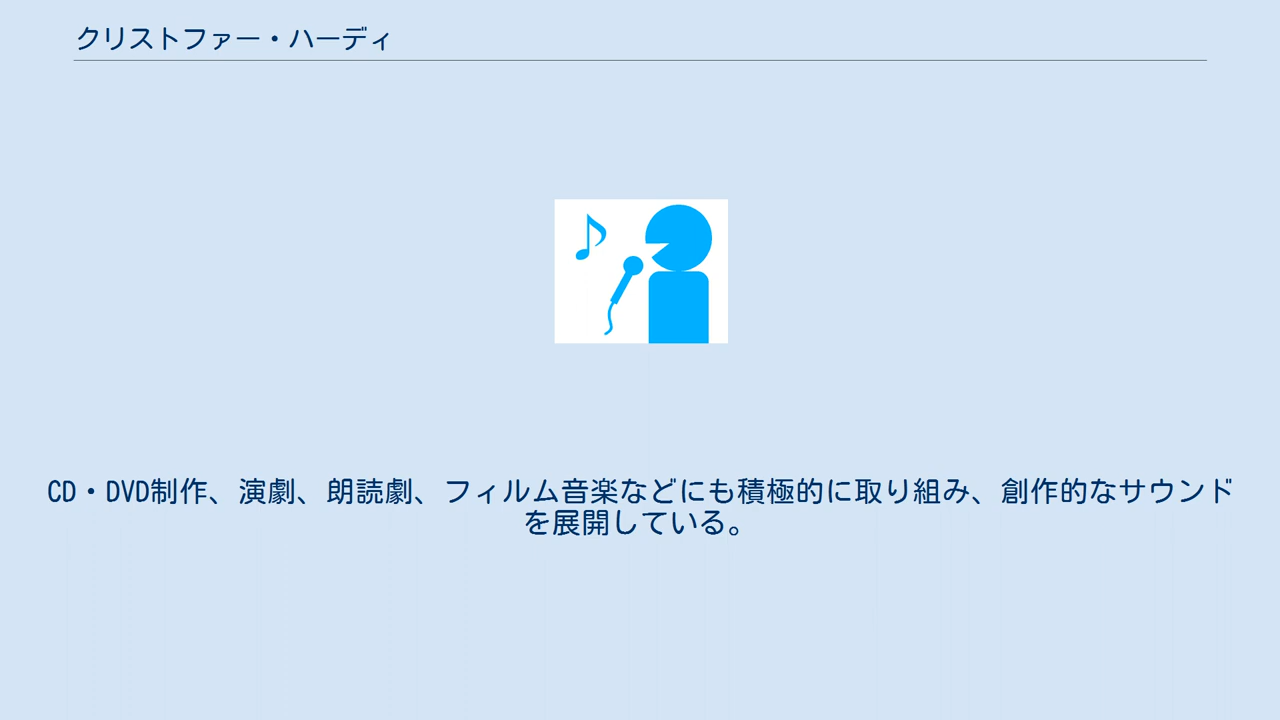 クリストファー・ハーディ
CD・DVD制作、演劇、朗読劇、フィルム音楽などにも積極的に取り組み、創作的なサウンド
を展開している。